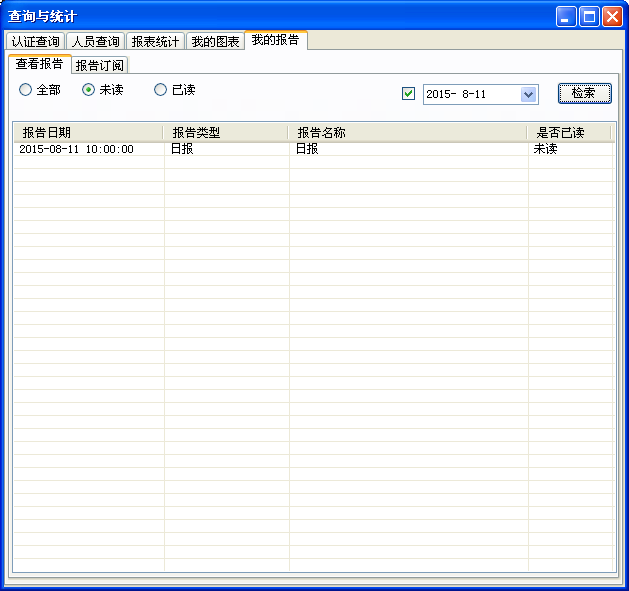 查询与统计
认证查询 人员查询 报表统计 我的图表 我的报告
查看报告 报告订阅
全部 未读 已读 2015- 8-11 检索
报告日期 报告类型 报告名称 是否已读
2015-08-11 10:00:00 日报 日报 未读